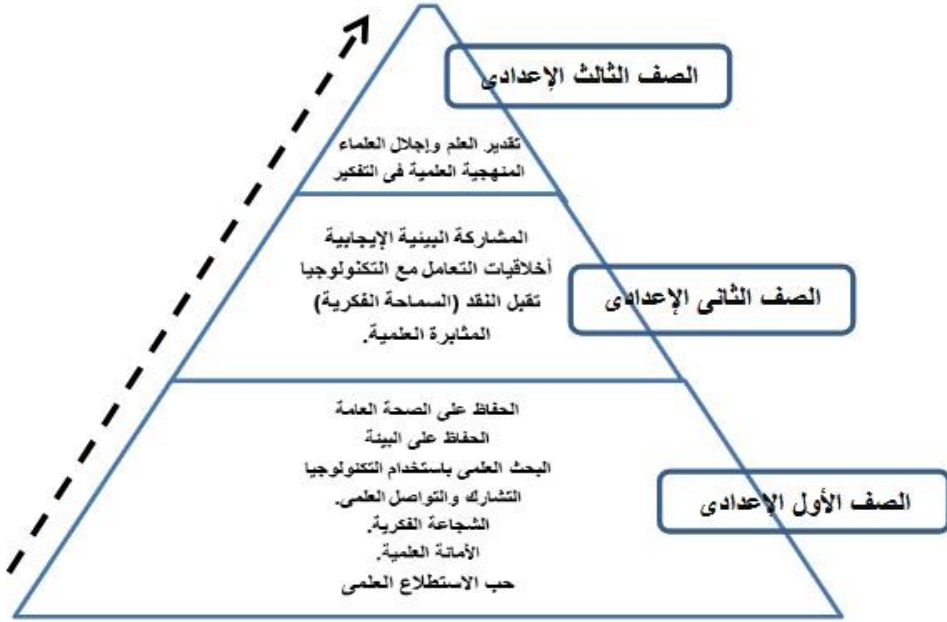 الصف الثالث الإعدادى
تقدير العلم وإجلال العلماء
المنهجية العلمية فى التفكير
المشاركة البيئية الإيجابية
أخلاقيات التعامل مع التكنولوجيا
تقبل النقد (السماحة الفكرية)
المثابرة العلمية.
الصف الثانى الإعدادى
الحفاظ على الصحة العامة
الحفاظ على البيئة
البحث العلمى باستخدام التكنولوجيا
التشارك والتواصل العلمى.
الشجاعة الفكرية.
الأمانة العلمية.
حب الاستطلاع العلمى
الصف الأول الإعدادى